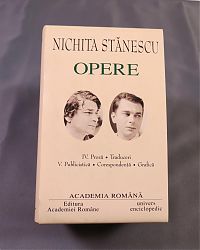 NICHITA STĂNESCU
OPERE
IV. Proză • Traduceri
V. Publicistică • Corespondență • Grafică
ACADEMIA ROMÂNĂ
Editura univers
Academiei Române enciclopedic